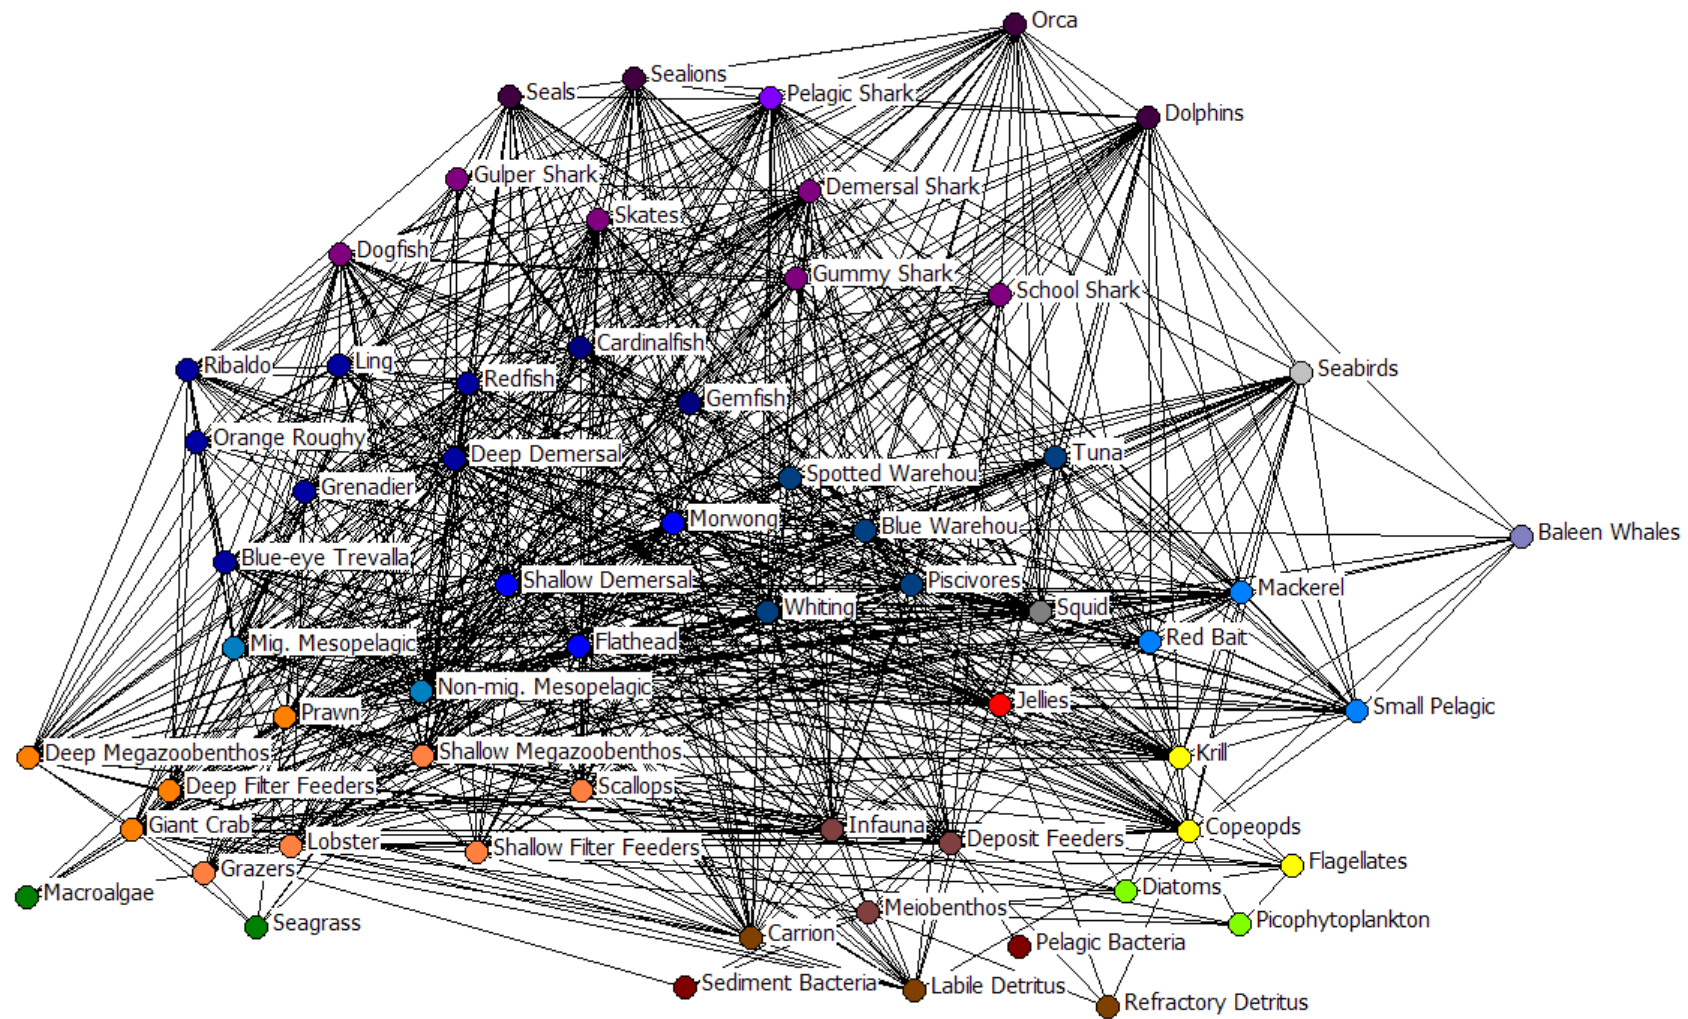 Orca
Sealions
Seals
Pelagic Shark
Dolphins
Gulper Shark
Demersal Shark
Skates
Dogfish
Gummy Shark
School Shark
Cardinalfish
Ribaldo
Ling
Redfish
Seabirds
Gemfish
Orange Roughy
Deep Demersal
Tuna
Grenadier
Spotted Warehou
Morwong
Blue Warehou
Baleen Whales
Blue-eye Trevalla
Shallow Demersal
Piscivores
Mackerel
Whiting
Squid
Mig. Mesopelagic
Flathead
Red Bait
Non-mig. Mesopelagic
Jellies
Small Pelagic
Prawn
Deep Megazoobenthos
Shallow Megazoobenthos
Krill
Deep Filter Feeders
Scallops
Giant Crab
Infauna
Copeopds
Lobster
Shallow Filter Feeders
Deposit Feeders
Grazers
Flagellates
Macroalgae
Diatoms
Seagrass
Meiobenthos
Picophytoplankton
Carrion
Pelagic Bacteria
Sediment Bacteria
Labile Detritus
Refractory Detritus